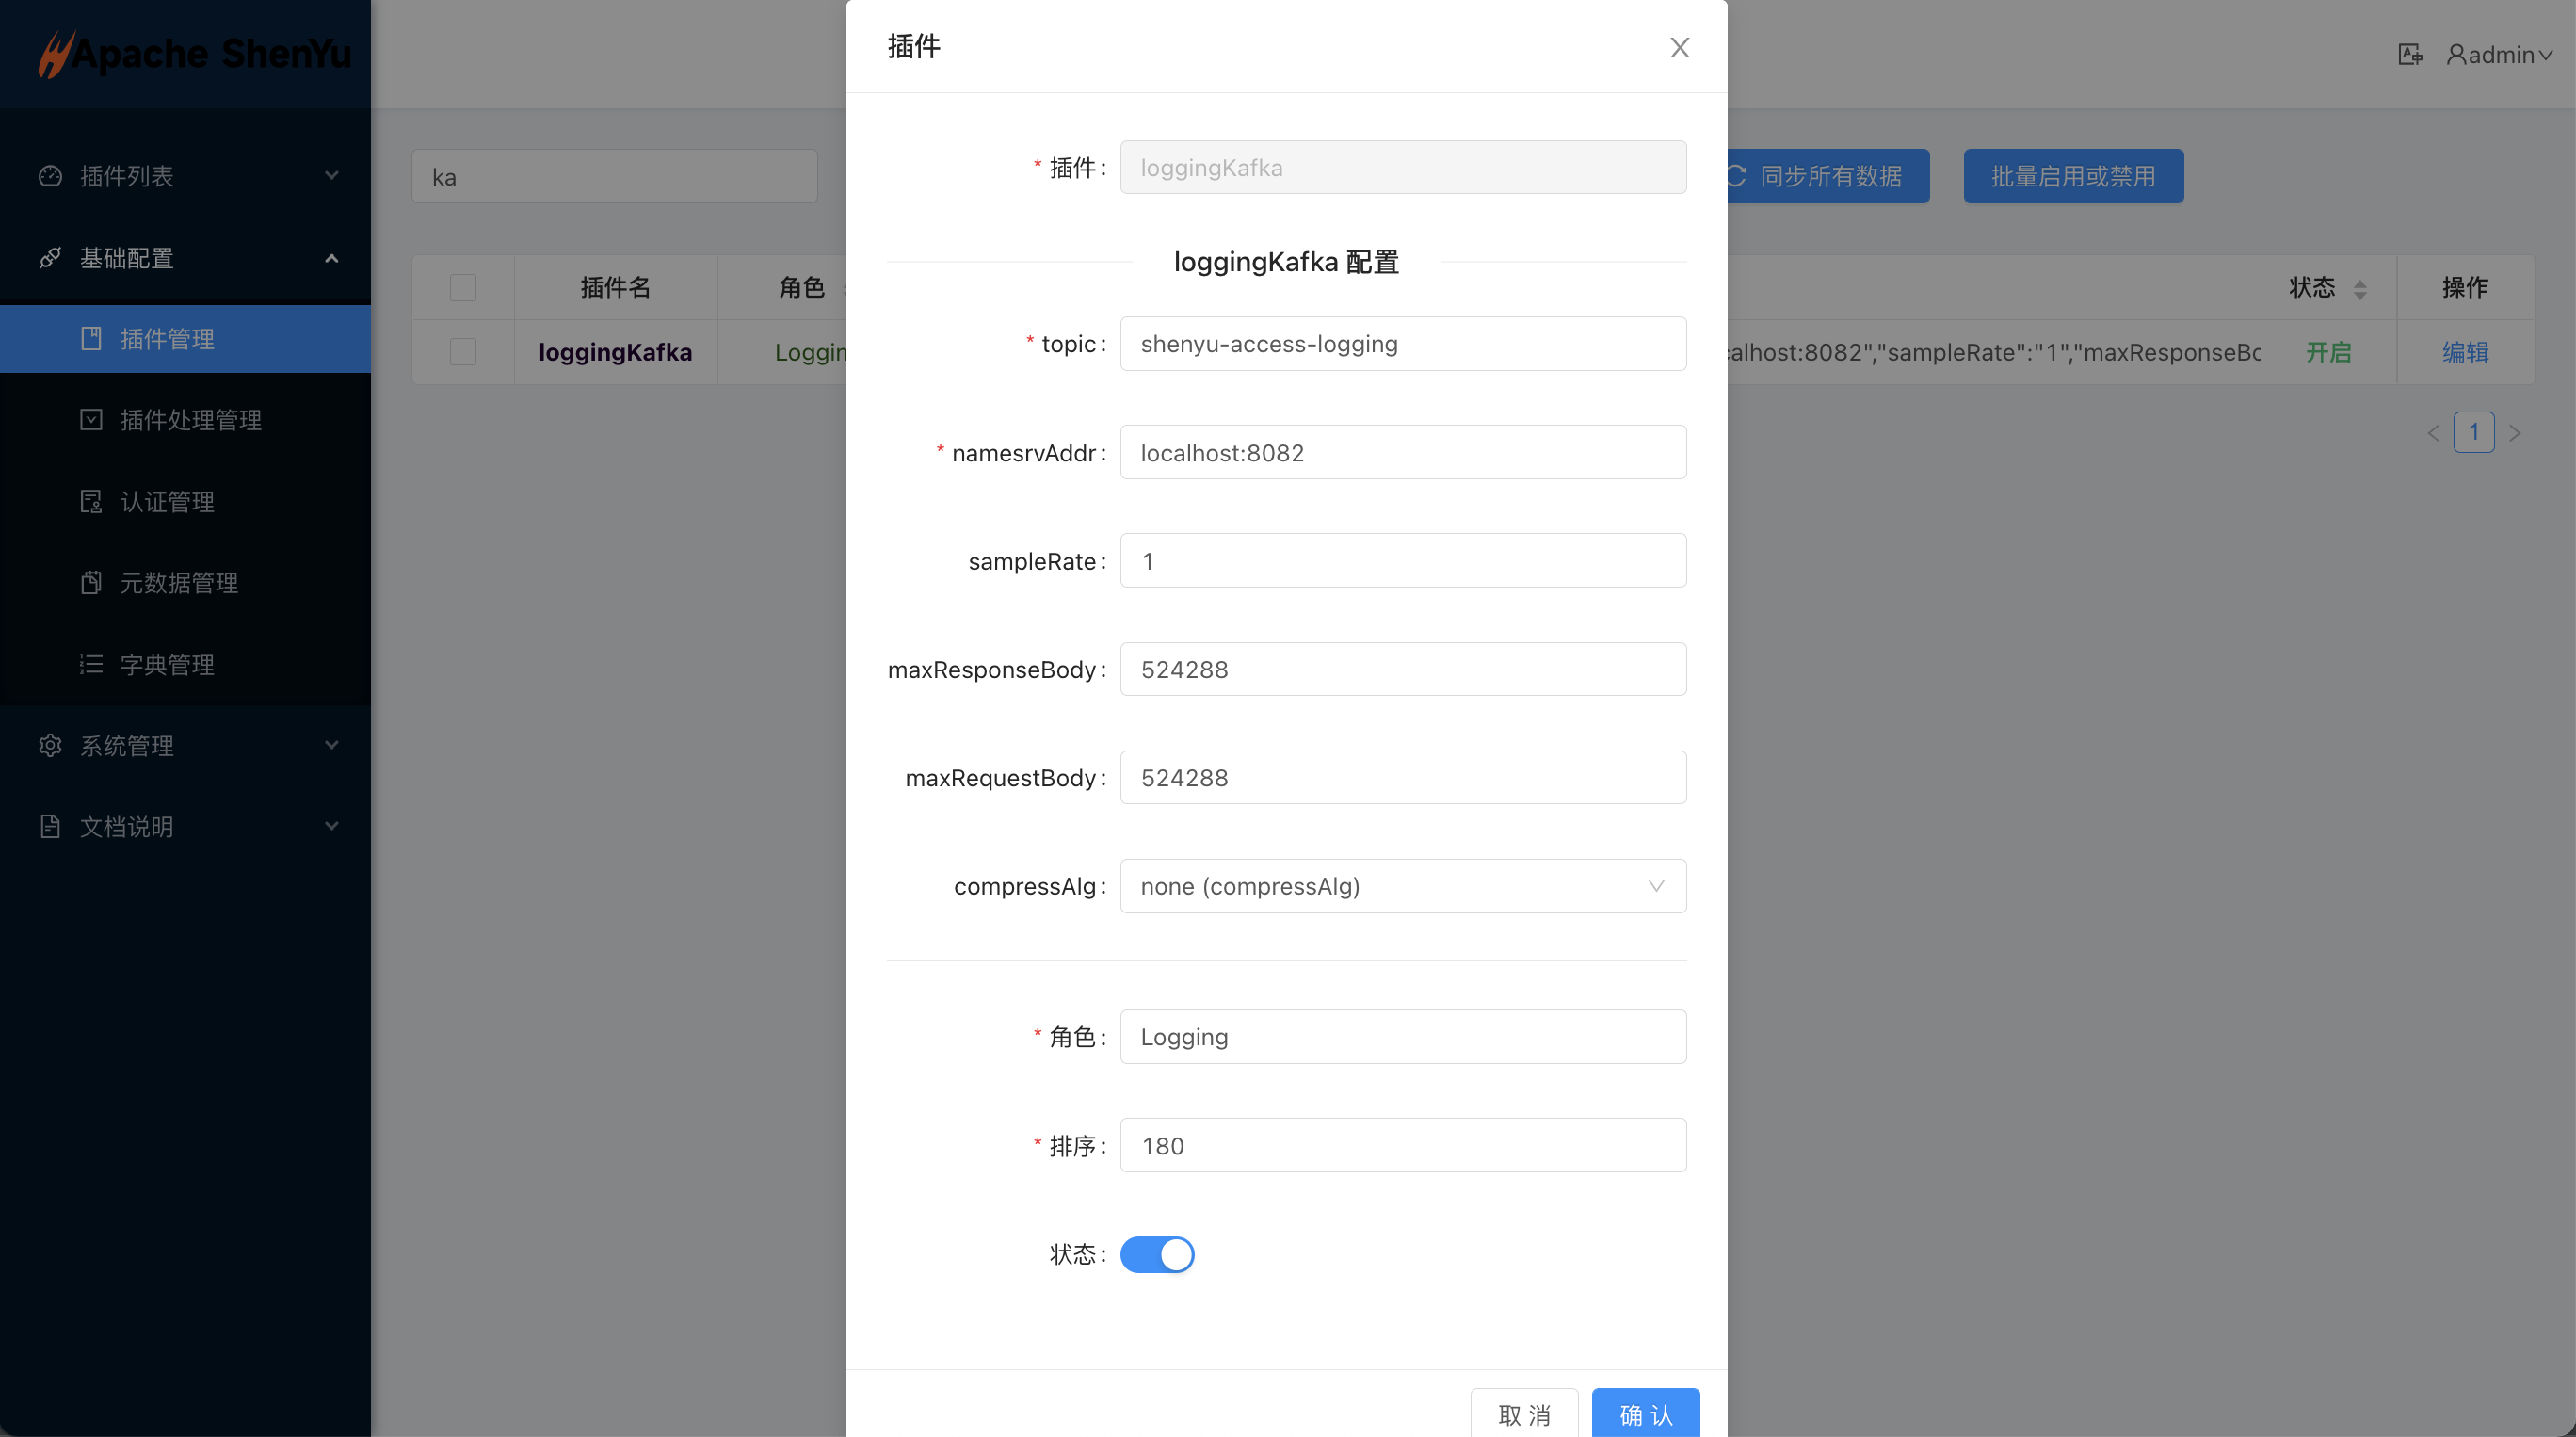 Apache ShenYu
admin
插件列表
基础配置
插件管理
插件处理管理
认证管理
元数据管理
字典管理
系统管理
文档说明
ka
同步所有数据
批量启用或禁用
插件名
角色
状态
操作
loggingKafka
Loggin
calhost:8082","sampleRate":"1","maxResponseBo
开启
编辑
1
插件
* 插件:
loggingKafka
loggingKafka 配置
* topic:
shenyu-access-logging
* namesrvAddr:
localhost:8082
sampleRate:
1
maxResponseBody:
524288
maxRequestBody:
524288
compressAlg:
none (compressAlg)
* 角色:
Logging
* 排序:
180
状态:
取 消
确 认